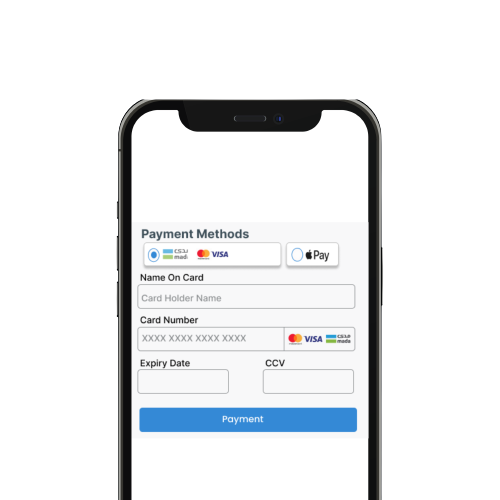 Payment Methods
مدى mada VISA Pay
Name On Card
Card Holder Name
Card Number
XXXX XXXX XXXX XXXX VISA مدى mada
Expiry Date CCV
Payment